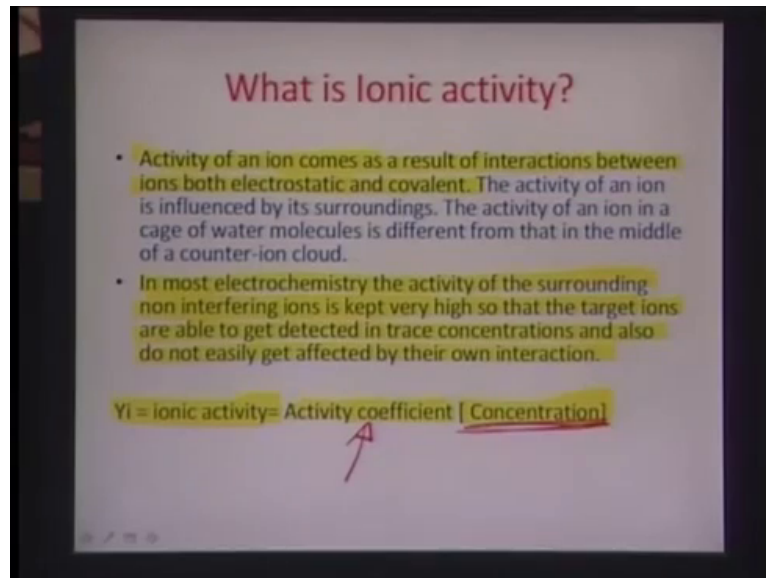 What is Ionic activity?
• Activity of an ion comes as a result of interactions between
ions both electrostatic and covalent. The activity of an ion
is influenced by its surroundings. The activity of an ion in a
cage of water molecules is different from that in the middle
of a counter-ion cloud.
• In most electrochemistry the activity of the surrounding
non interfering ions is kept very high so that the target ions
are able to get detected in trace concentrations and also
do not easily get affected by their own interaction.
Yi = ionic activity= Activity coefficient [ Concentration]